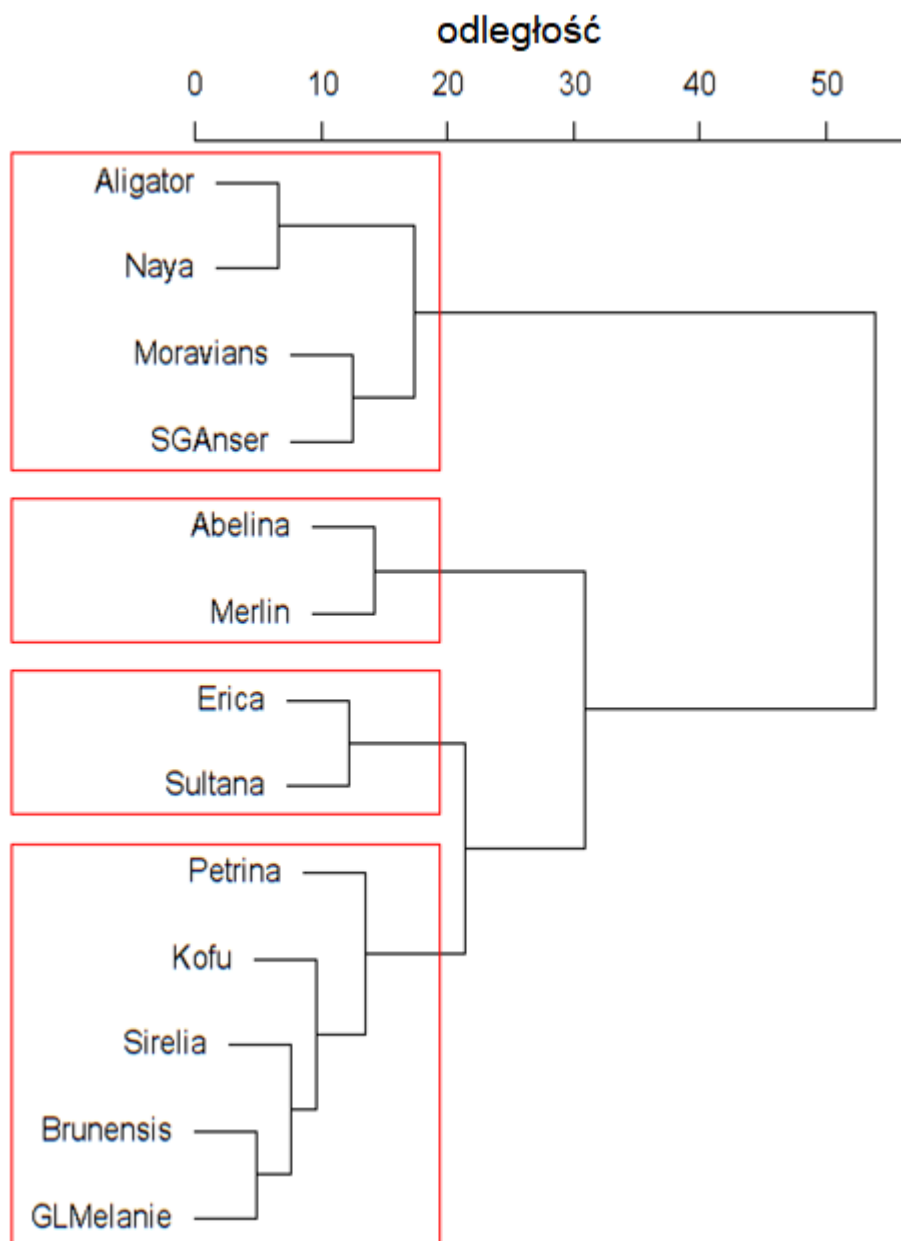 odległość
0 10 20 30 40 50
Aligator
Naya
Moravians
SGAnser
Abelina
Merlin
Erica
Sultana
Petrina
Kofu
Sirelia
Brunensis
GLMelanie